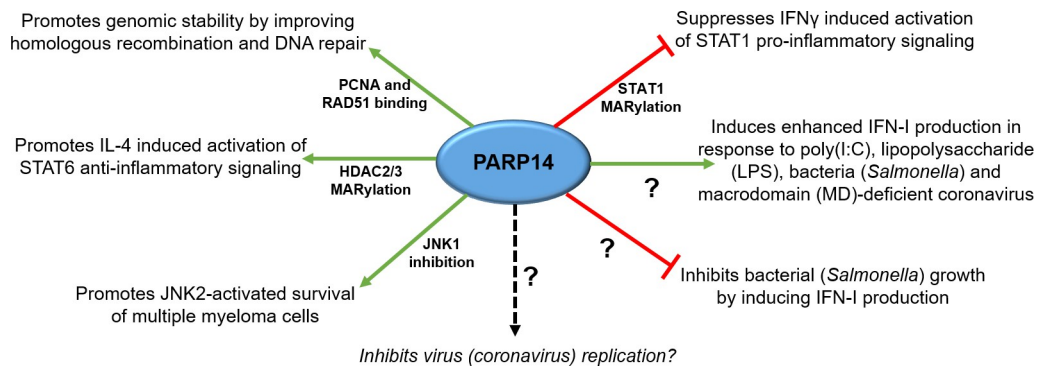 Promotes genomic stability by improving
homologous recombination and DNA repair
PCNA and
RAD51 binding
Suppresses IFNγ induced activation
of STAT1 pro-inflammatory signaling
STAT1
MARylation
Promotes IL-4 induced activation of
STAT6 anti-inflammatory signaling
HDAC2/3
MARylation
PARP14
Induces enhanced IFN-I production in
response to poly(I:C), lipopolysaccharide
(LPS), bacteria (Salmonella) and
macrodomain (MD)-deficient coronavirus
?
JNK1
inhibition
Promotes JNK2-activated survival
of multiple myeloma cells
?
?
Inhibits bacterial (Salmonella) growth
by inducing IFN-I production
Inhibits virus (coronavirus) replication?